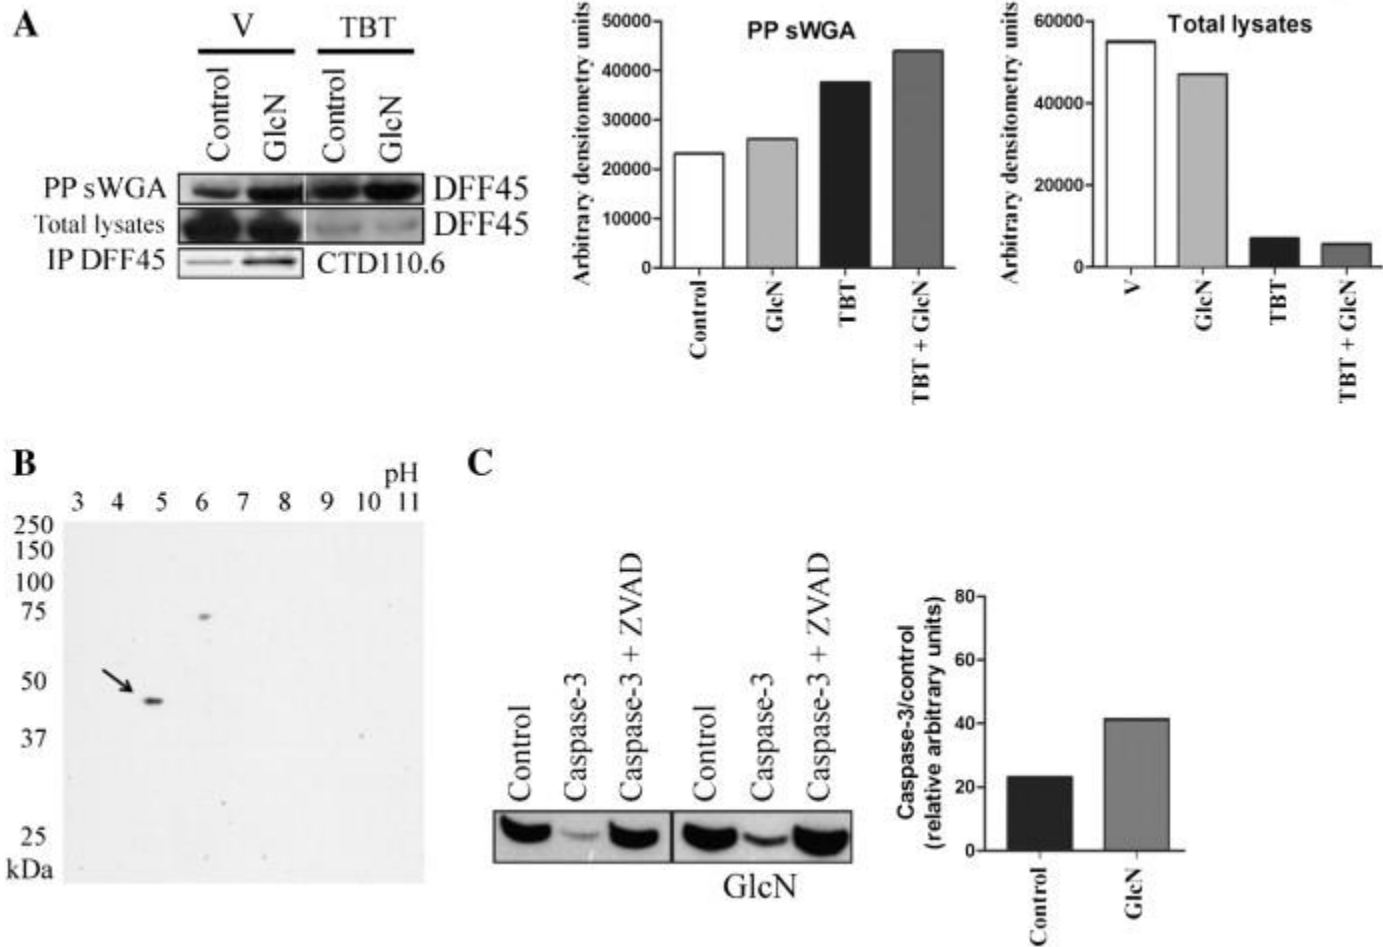 A
V TBT
Control GlcN Control GlcN
PP sWGA DFF45
Total lysates DFF45
IP DFF45 CTD110.6
PP sWGA
Arbitrary densitometry units
50000
40000
30000
20000
10000
0
Control GlcN TBT TBT + GlcN
Total lysates
Arbitrary densitometry units
60000
40000
20000
0
V GlcN TBT TBT + GlcN
B
pH
3 4 5 6 7 8 9 10 11
250
150
100
75
50
37
25
kDa
C
Control Caspase-3 Caspase-3 + ZVAD Control Caspase-3 Caspase-3 + ZVAD
GlcN
Caspase-3/control
(relative arbitrary units)
80
60
40
20
0
Control GlcN